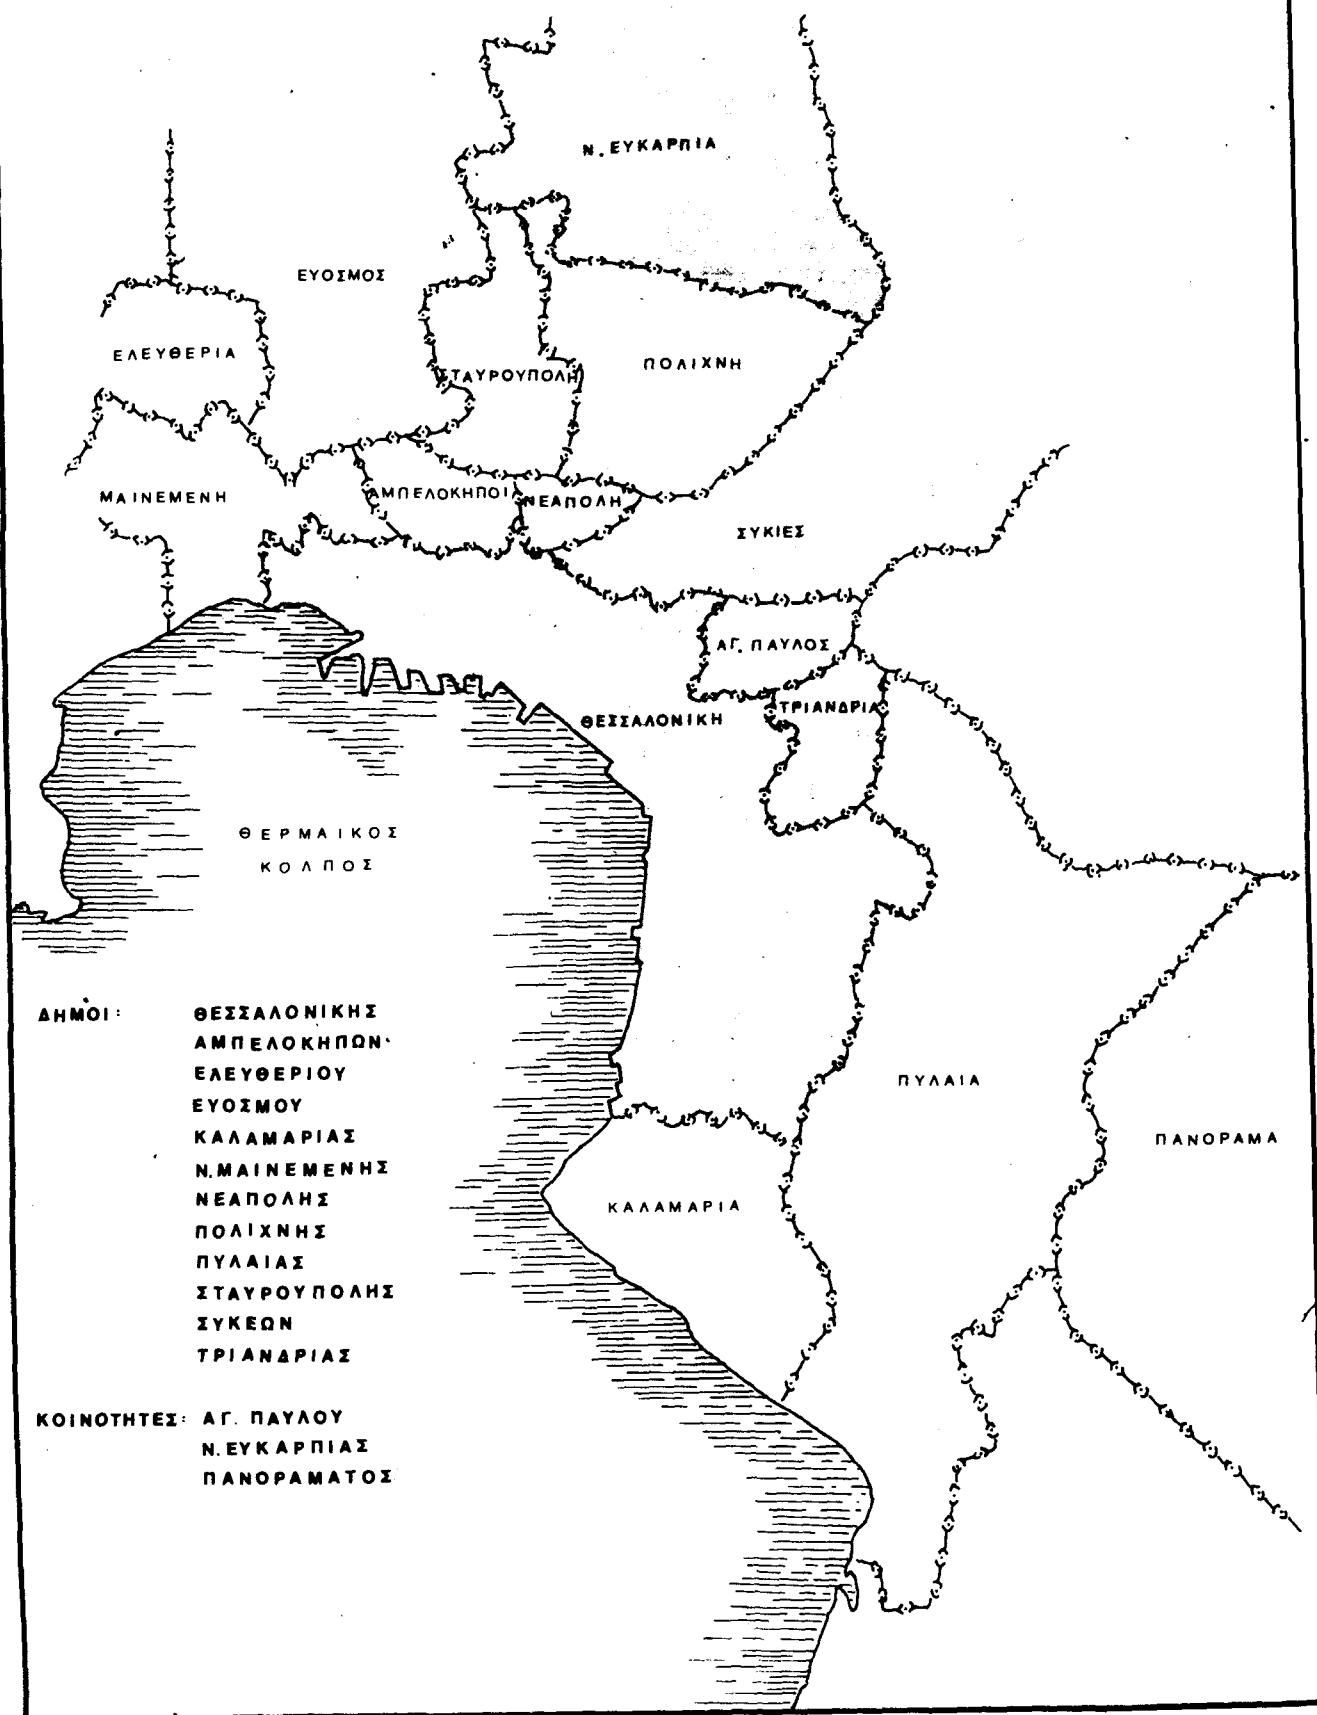 Ν. ΕΥΚΑΡΠΙΑ
ΕΥΟΣΜΟΣ
ΕΛΕΥΘΕΡΙΑ
ΣΤΑΥΡΟΥΠΟΛΗ
ΠΟΛΙΧΝΗ
ΜΑΙΝΕΜΕΝΗ
ΑΜΠΕΛΟΚΗΠΟΙ
ΝΕΑΠΟΛΗ
ΣΥΚΙΕΣ
ΑΓ. ΠΑΥΛΟΣ
ΤΡΙΑΝΔΡΙΑ
ΘΕΣΣΑΛΟΝΙΚΗ
ΘΕΡΜΑΙΚΟΣ
ΚΟΛΠΟΣ
ΠΥΛΑΙΑ
ΠΑΝΟΡΑΜΑ
ΚΑΛΑΜΑΡΙΑ
ΔΗΜΟΙ: ΘΕΣΣΑΛΟΝΙΚΗΣ
ΑΜΠΕΛΟΚΗΠΩΝ
ΕΛΕΥΘΕΡΙΟΥ
ΕΥΟΣΜΟΥ
ΚΑΛΑΜΑΡΙΑΣ
Ν. ΜΑΙΝΕΜΕΝΗΣ
ΝΕΑΠΟΛΗΣ
ΠΟΛΙΧΝΗΣ
ΠΥΛΑΙΑΣ
ΣΤΑΥΡΟΥΠΟΛΗΣ
ΣΥΚΕΩΝ
ΤΡΙΑΝΔΡΙΑΣ
ΚΟΙΝΟΤΗΤΕΣ: ΑΓ. ΠΑΥΛΟΥ
Ν. ΕΥΚΑΡΠΙΑΣ
ΠΑΝΟΡΑΜΑΤΟΣ